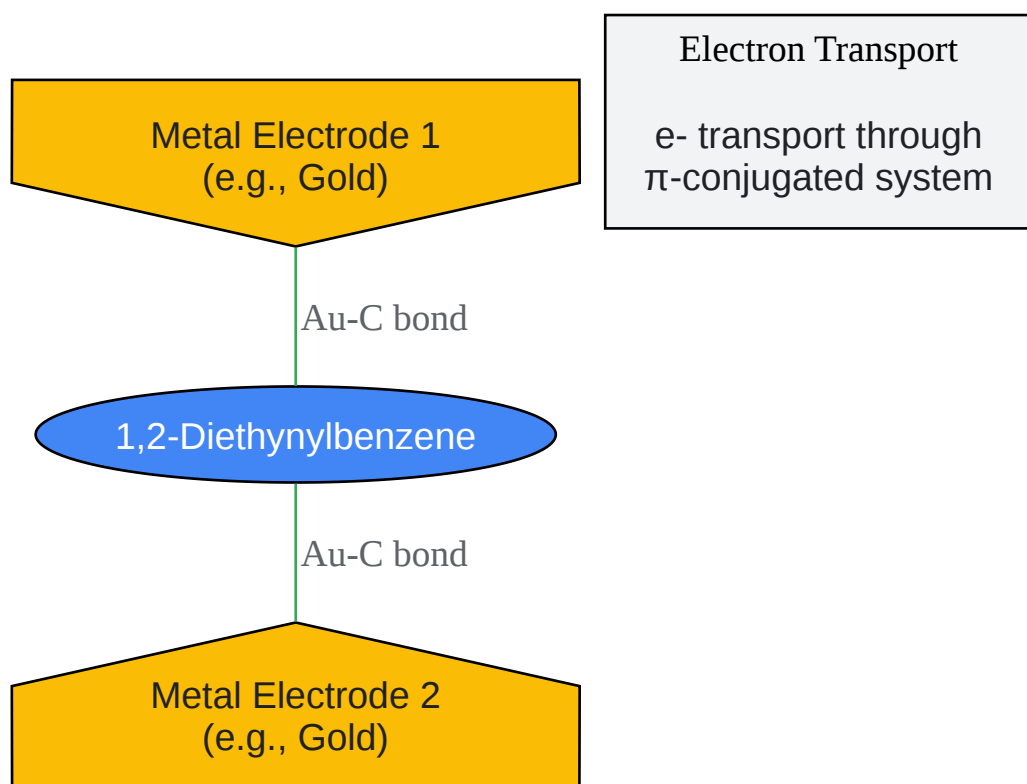 Electron Transport
e- transport through
π-conjugated system
Metal Electrode 1
(e.g., Gold)
Au-C bond
1,2-Diethynylbenzene
Au-C bond
Metal Electrode 2
(e.g., Gold)